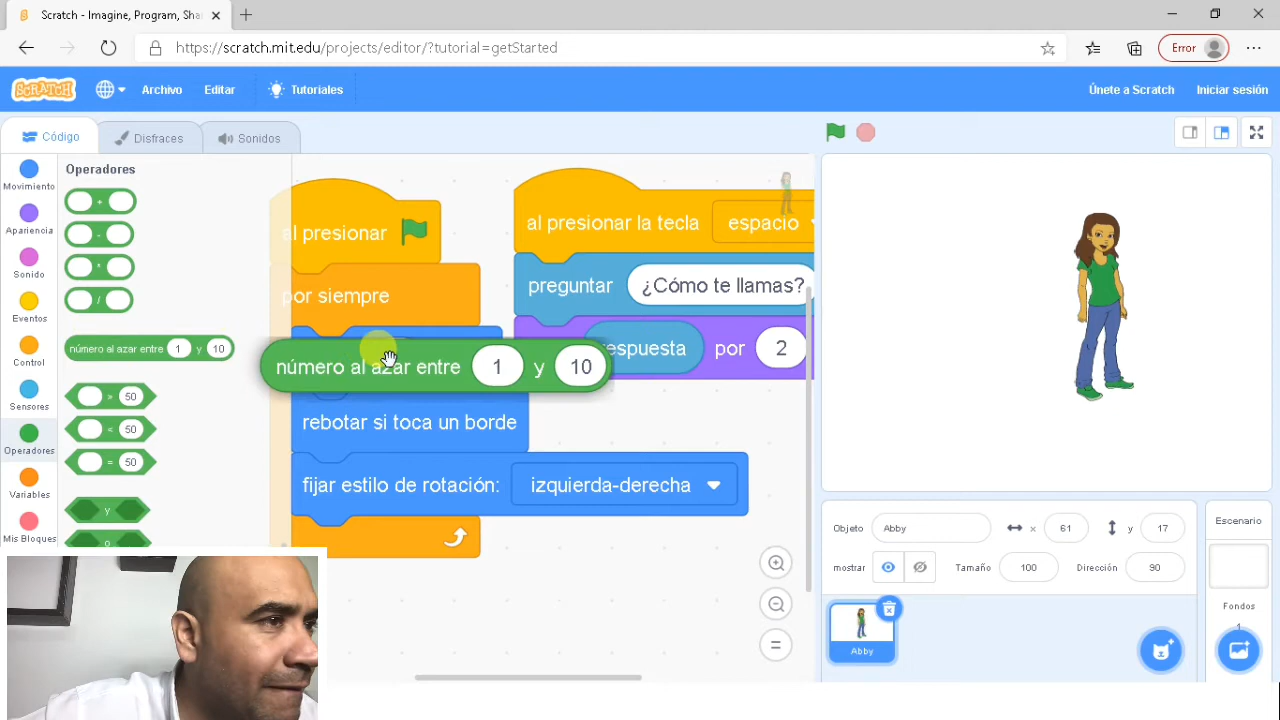 Scratch - Imagine, Program, Sha
https://scratch.mit.edu/projects/editor/?tutorial=getStarted
Error
SCRATCH
Archivo
Editar
Tutoriales
Únete a Scratch
Iniciar sesión
Código
Disfraces
Sonidos
Movimiento
Apariencia
Sonido
Eventos
Control
Sensores
Operadores
Variables
Mis Bloques
Operadores
+
-
*
/
número al azar entre 1 y 10
> 50
< 50
= 50
y
o
al presionar
por siempre
número al azar entre 1 y 10
rebotar si toca un borde
fijar estilo de rotación: izquierda-derecha
al presionar la tecla espacio
preguntar ¿Cómo te llamas?
espuesta por 2
Objeto Abby x 61 y 17
mostrar Tamaño 100 Dirección 90
Abby
Escenario
Fondos
1